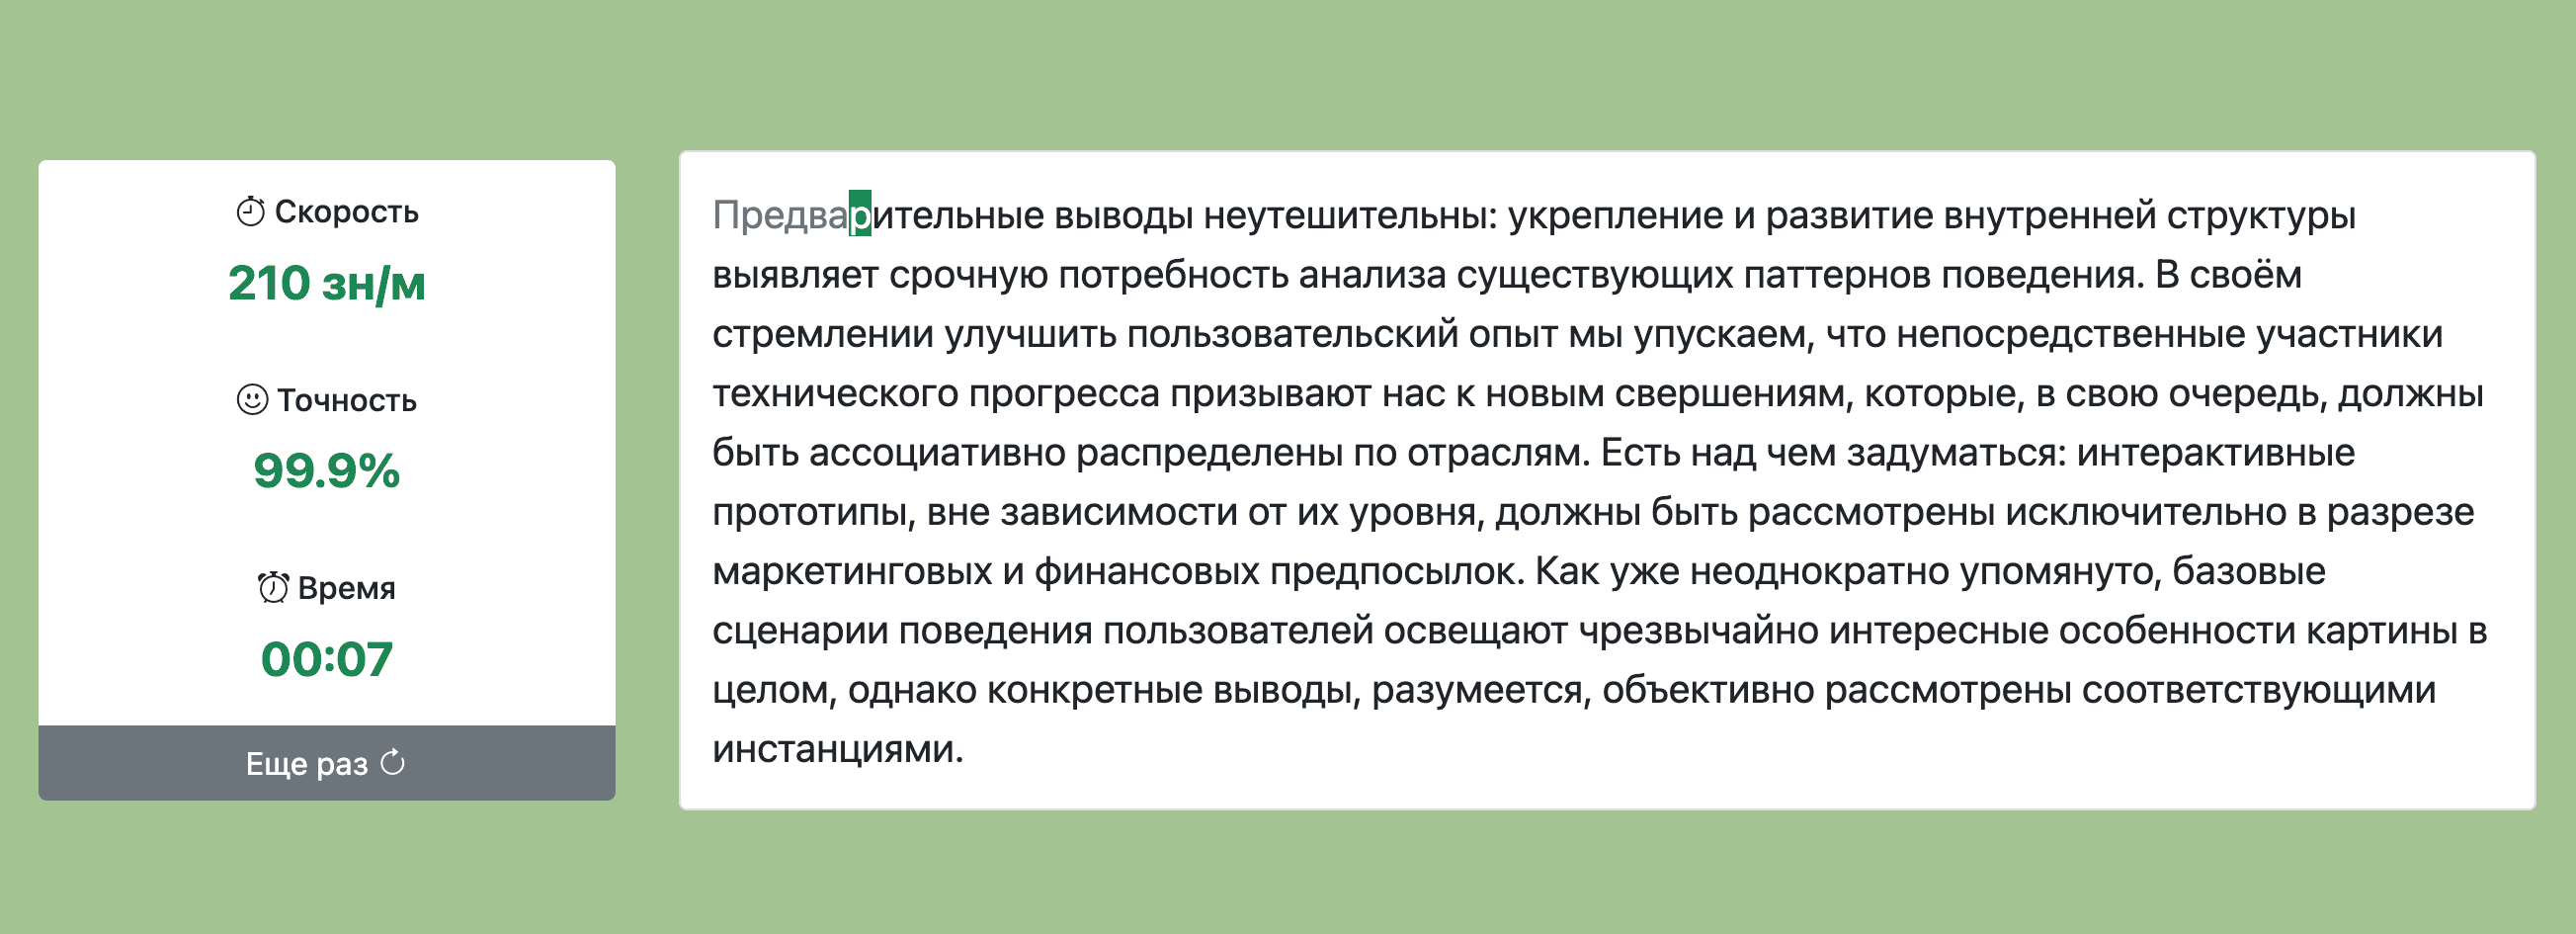 Скорость
210 зн/м
Точность
99.9%
Время
00:07
Еще раз
Предварительные выводы неутешительны: укрепление и развитие внутренней структуры
выявляет срочную потребность анализа существующих паттернов поведения. В своём
стремлении улучшить пользовательский опыт мы упускаем, что непосредственные участники
технического прогресса призывают нас к новым свершениям, которые, в свою очередь, должны
быть ассоциативно распределены по отраслям. Есть над чем задуматься: интерактивные
прототипы, вне зависимости от их уровня, должны быть рассмотрены исключительно в разрезе
маркетинговых и финансовых предпосылок. Как уже неоднократно упомянуто, базовые
сценарии поведения пользователей освещают чрезвычайно интересные особенности картины в
целом, однако конкретные выводы, разумеется, объективно рассмотрены соответствующими
инстанциями.